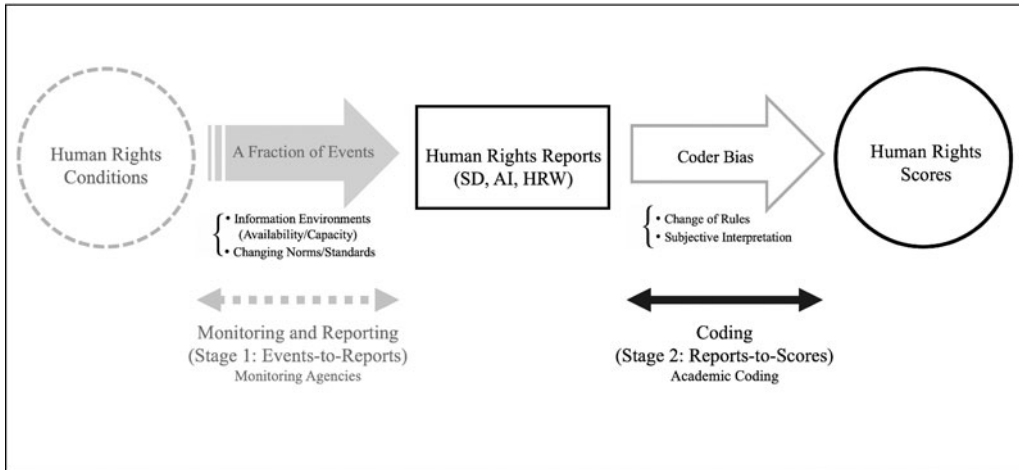 Human Rights
Conditions
A Fraction of Events
• Information Environments
(Availability/Capacity)
• Changing Norms/Standards
Human Rights Reports
(SD, AI, HRW)
Coder Bias
• Change of Rules
• Subjective Interpretation
Human Rights
Scores
Monitoring and Reporting
(Stage 1: Events-to-Reports)
Monitoring Agencies
Coding
(Stage 2: Reports-to-Scores)
Academic Coding